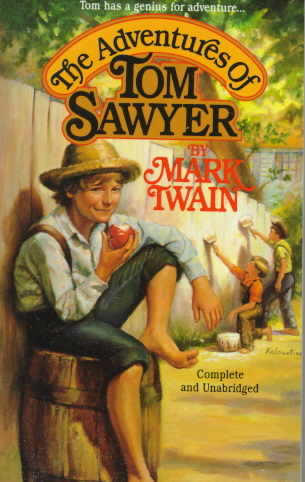 Tom has a genius for adventure...
The Adventures Of
TOM
SAWYER
BY
MARK
TWAIN
Complete
and Unabridged